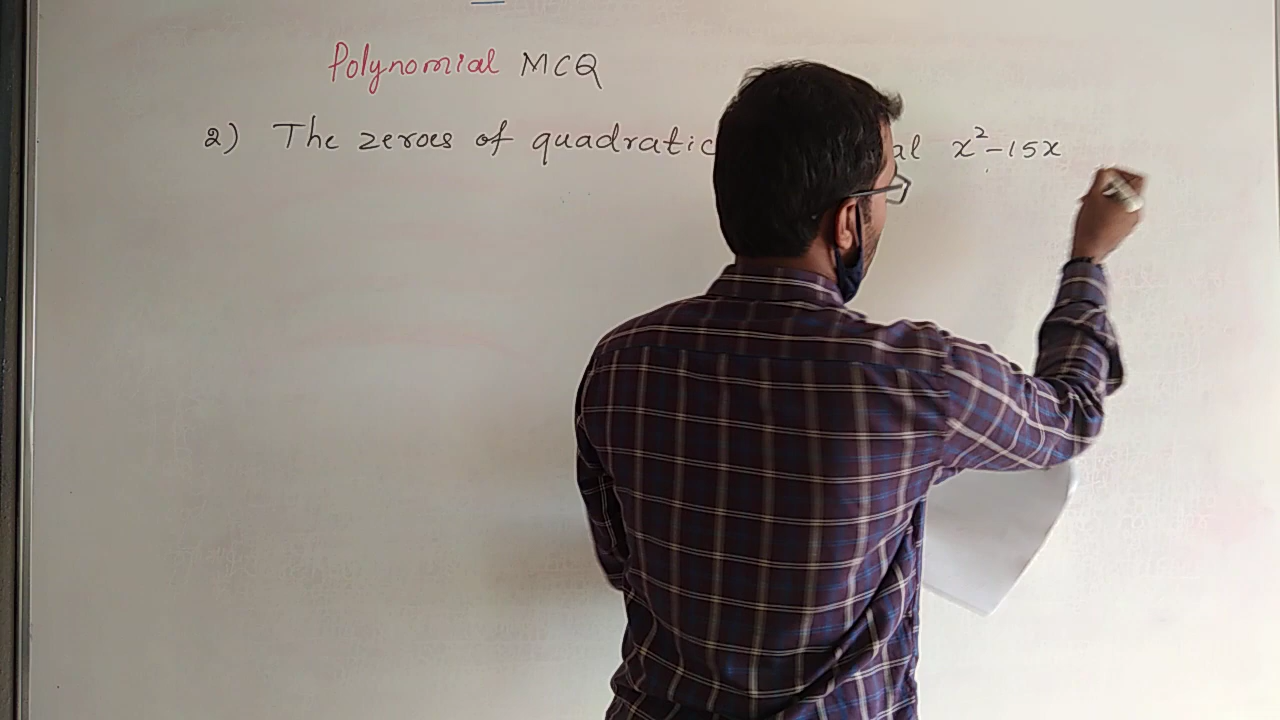 Polynomial MCQ
2) The zeroes of quadratic al x²-15x